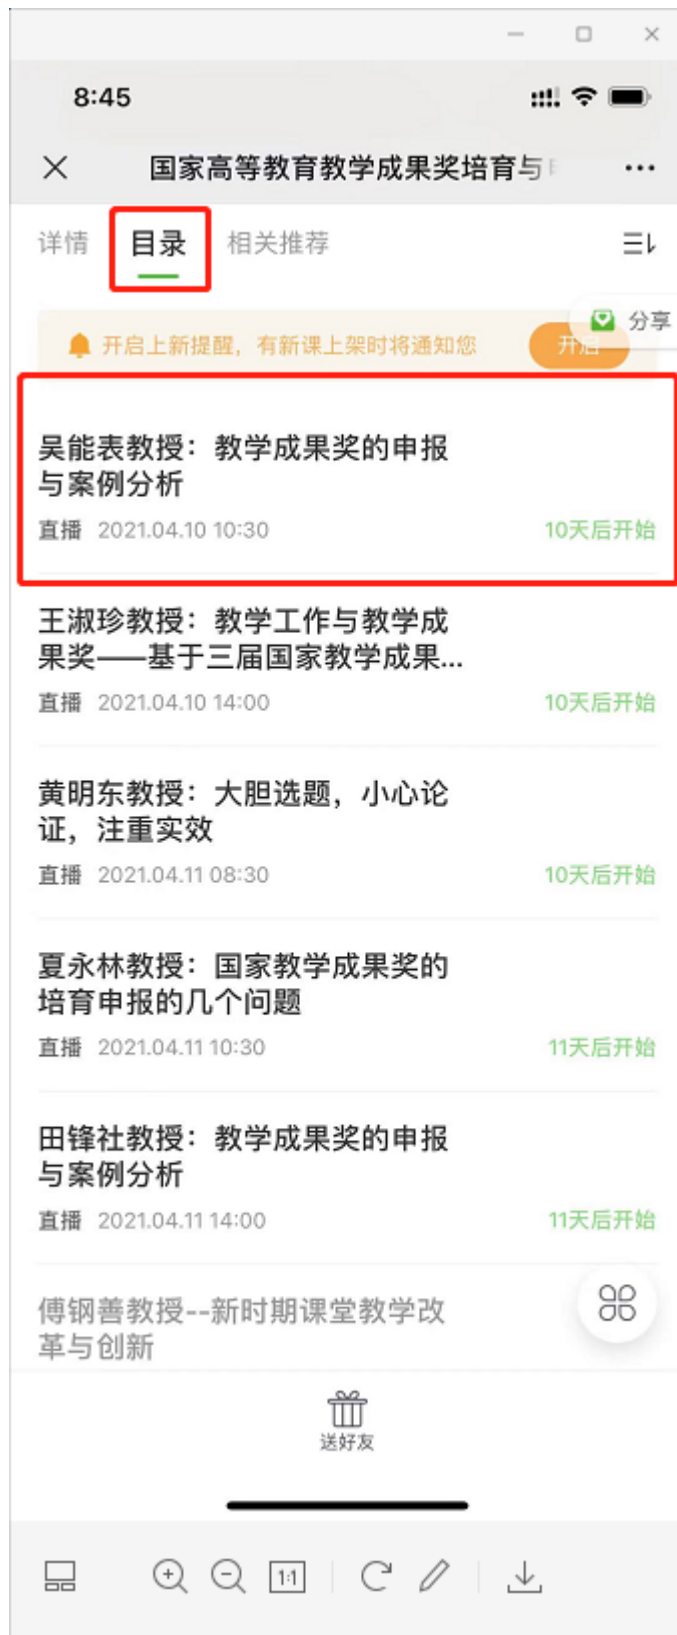 8:45
国家高等教育教学成果奖培育与
详情 目录 相关推荐
分享
开启上新提醒，有新课上架时将通知您 开启
吴能表教授：教学成果奖的申报
与案例分析
直播 2021.04.10 10:30 10天后开始
王淑珍教授：教学工作与教学成
果奖——基于三届国家教学成果...
直播 2021.04.10 14:00 10天后开始
黄明东教授：大胆选题，小心论
证，注重实效
直播 2021.04.11 08:30 10天后开始
夏永林教授：国家教学成果奖的
培育申报的几个问题
直播 2021.04.11 10:30 11天后开始
田锋社教授：教学成果奖的申报
与案例分析
直播 2021.04.11 14:00 11天后开始
傅钢善教授--新时期课堂教学改
革与创新
送好友
1:1